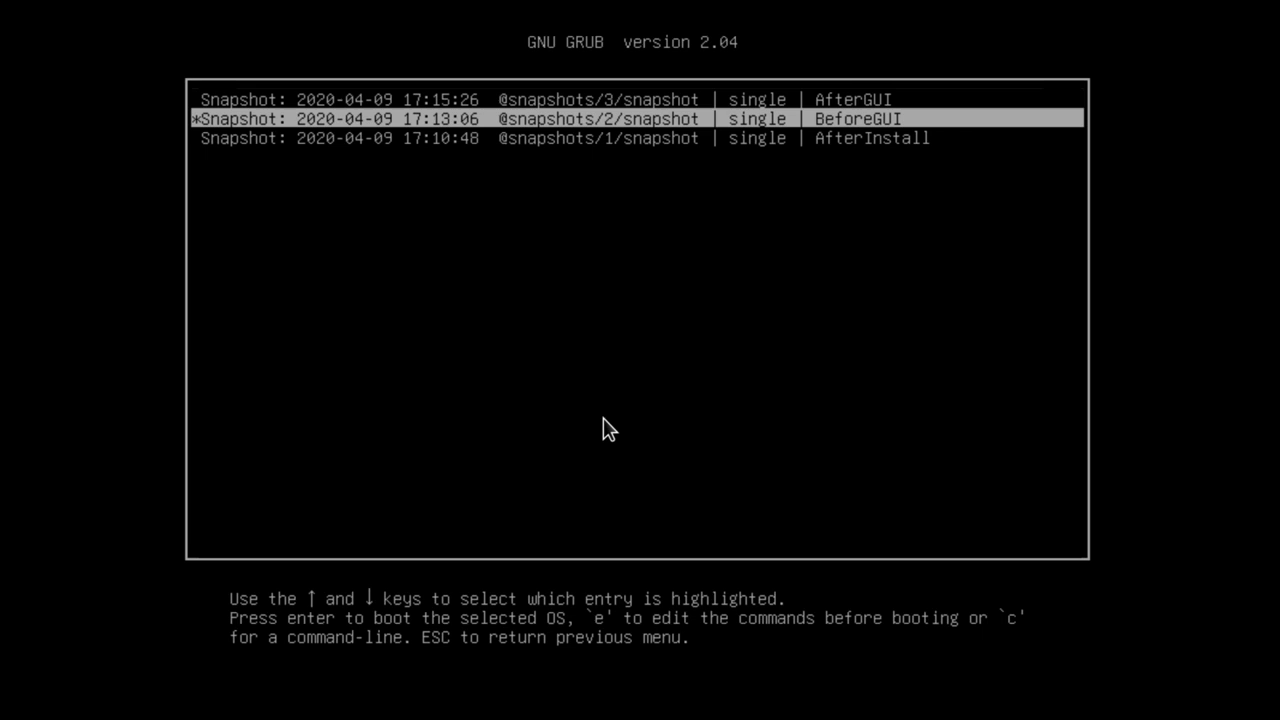 GNU GRUB  version 2.04
Snapshot: 2020-04-09 17:15:26  @snapshots/3/snapshot | single | AfterGUI
*Snapshot: 2020-04-09 17:13:06  @snapshots/2/snapshot | single | BeforeGUI
Snapshot: 2020-04-09 17:10:48  @snapshots/1/snapshot | single | AfterInstall
Use the ↑ and ↓ keys to select which entry is highlighted.
Press enter to boot the selected OS, `e' to edit the commands before booting or `c'
for a command-line. ESC to return previous menu.